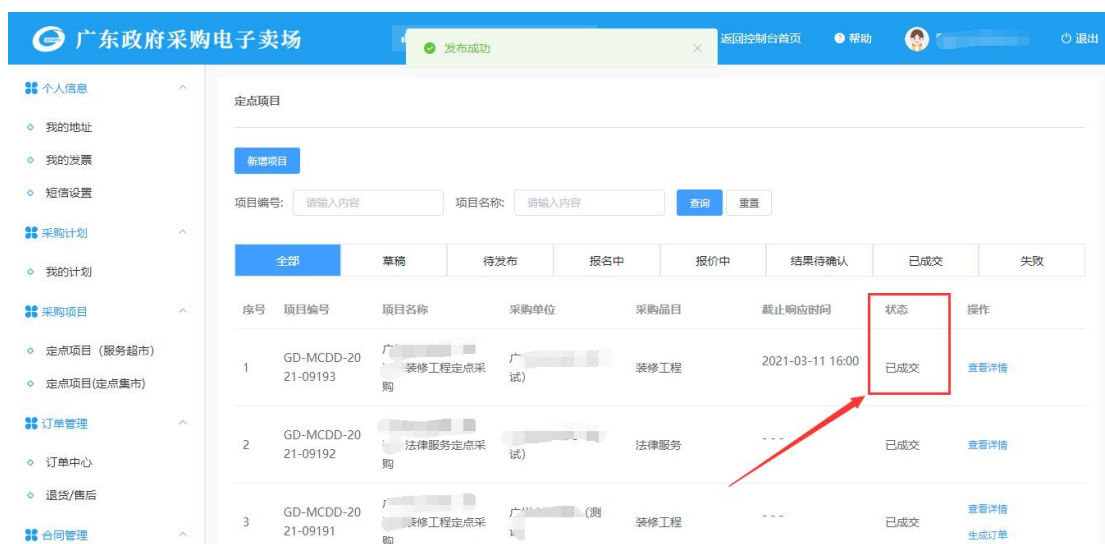 广东政府采购电子卖场
发布成功
返回控制台首页
帮助
退出
个人信息
我的地址
我的发票
短信设置
采购计划
我的计划
采购项目
定点项目（服务超市）
定点项目(定点集市)
订单管理
订单中心
退货/售后
合同管理
定点项目
新增项目
项目编号: 请输入内容 项目名称: 请输入内容 查询 重置
全部 草稿 待发布 报名中 报价中 结果待确认 已成交 失败
序号 项目编号 项目名称 采购单位 采购品目 截止响应时间 状态 操作
1 GD-MCDD-20
21-09193
装修工程定点采
购
试)
装修工程 2021-03-11 16:00 已成交 查看详情
2 GD-MCDD-20
21-09192
法律服务定点采
购
试)
法律服务 - - - 已成交 查看详情
3 GD-MCDD-20
21-09191
装修工程定点采
购
(测
装修工程 - - - 已成交 查看详情
生成订单